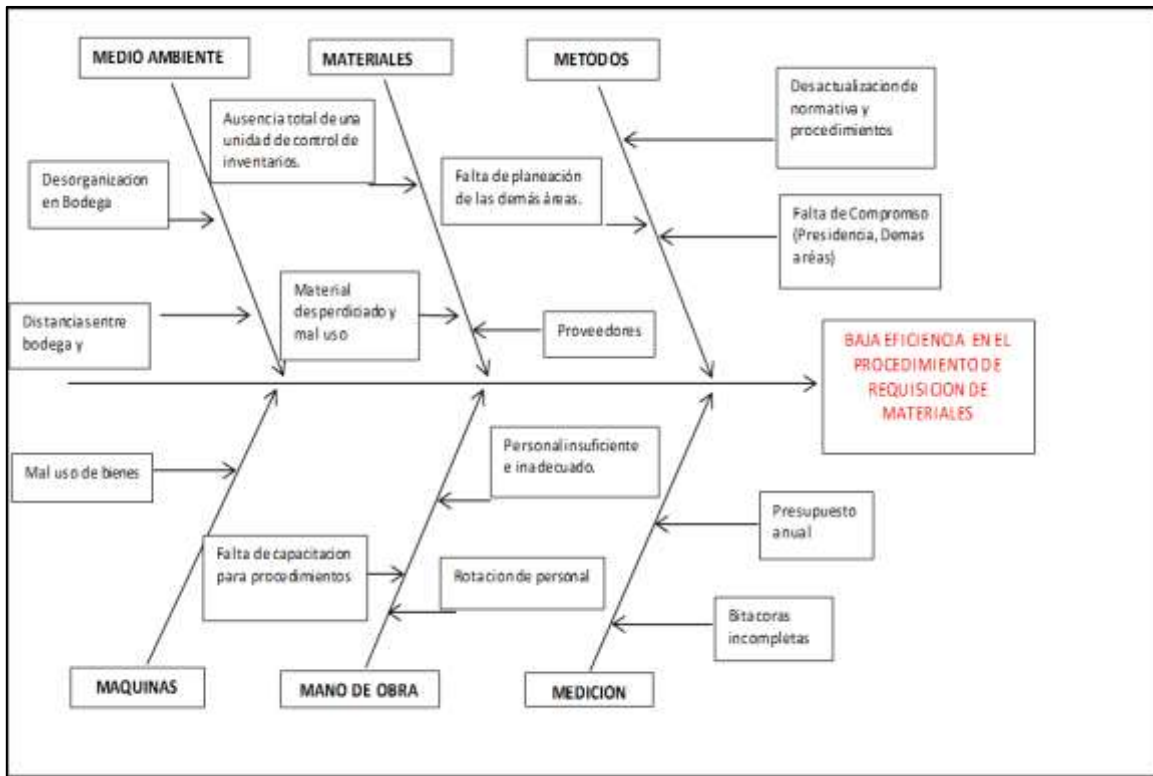 MEDIO AMBIENTE
MATERIALES
METODOS
Desactualizacion de
normativa y
procedimientos
Ausencia total de una
unidad de control de
inventarios.
Desorganizacion
en Bodega
Falta de planeación
de las demás áreas.
Falta de Compromiso
(Presidencia, Demas
aréas)
Distancias entre
bodega y
Material
desperdiciado y
mal uso
Proveedores
BAJA EFICIENCIA EN EL
PROCEDIMIENTO DE
REQUISICION DE
MATERIALES
Mal uso de bienes
Personal insuficiente
e inadecuado.
Presupuesto
anual
Falta de capacitacion
para procedimientos
Rotacion de personal
Bitacoras
incompletas
MAQUINAS
MANO DE OBRA
MEDICION